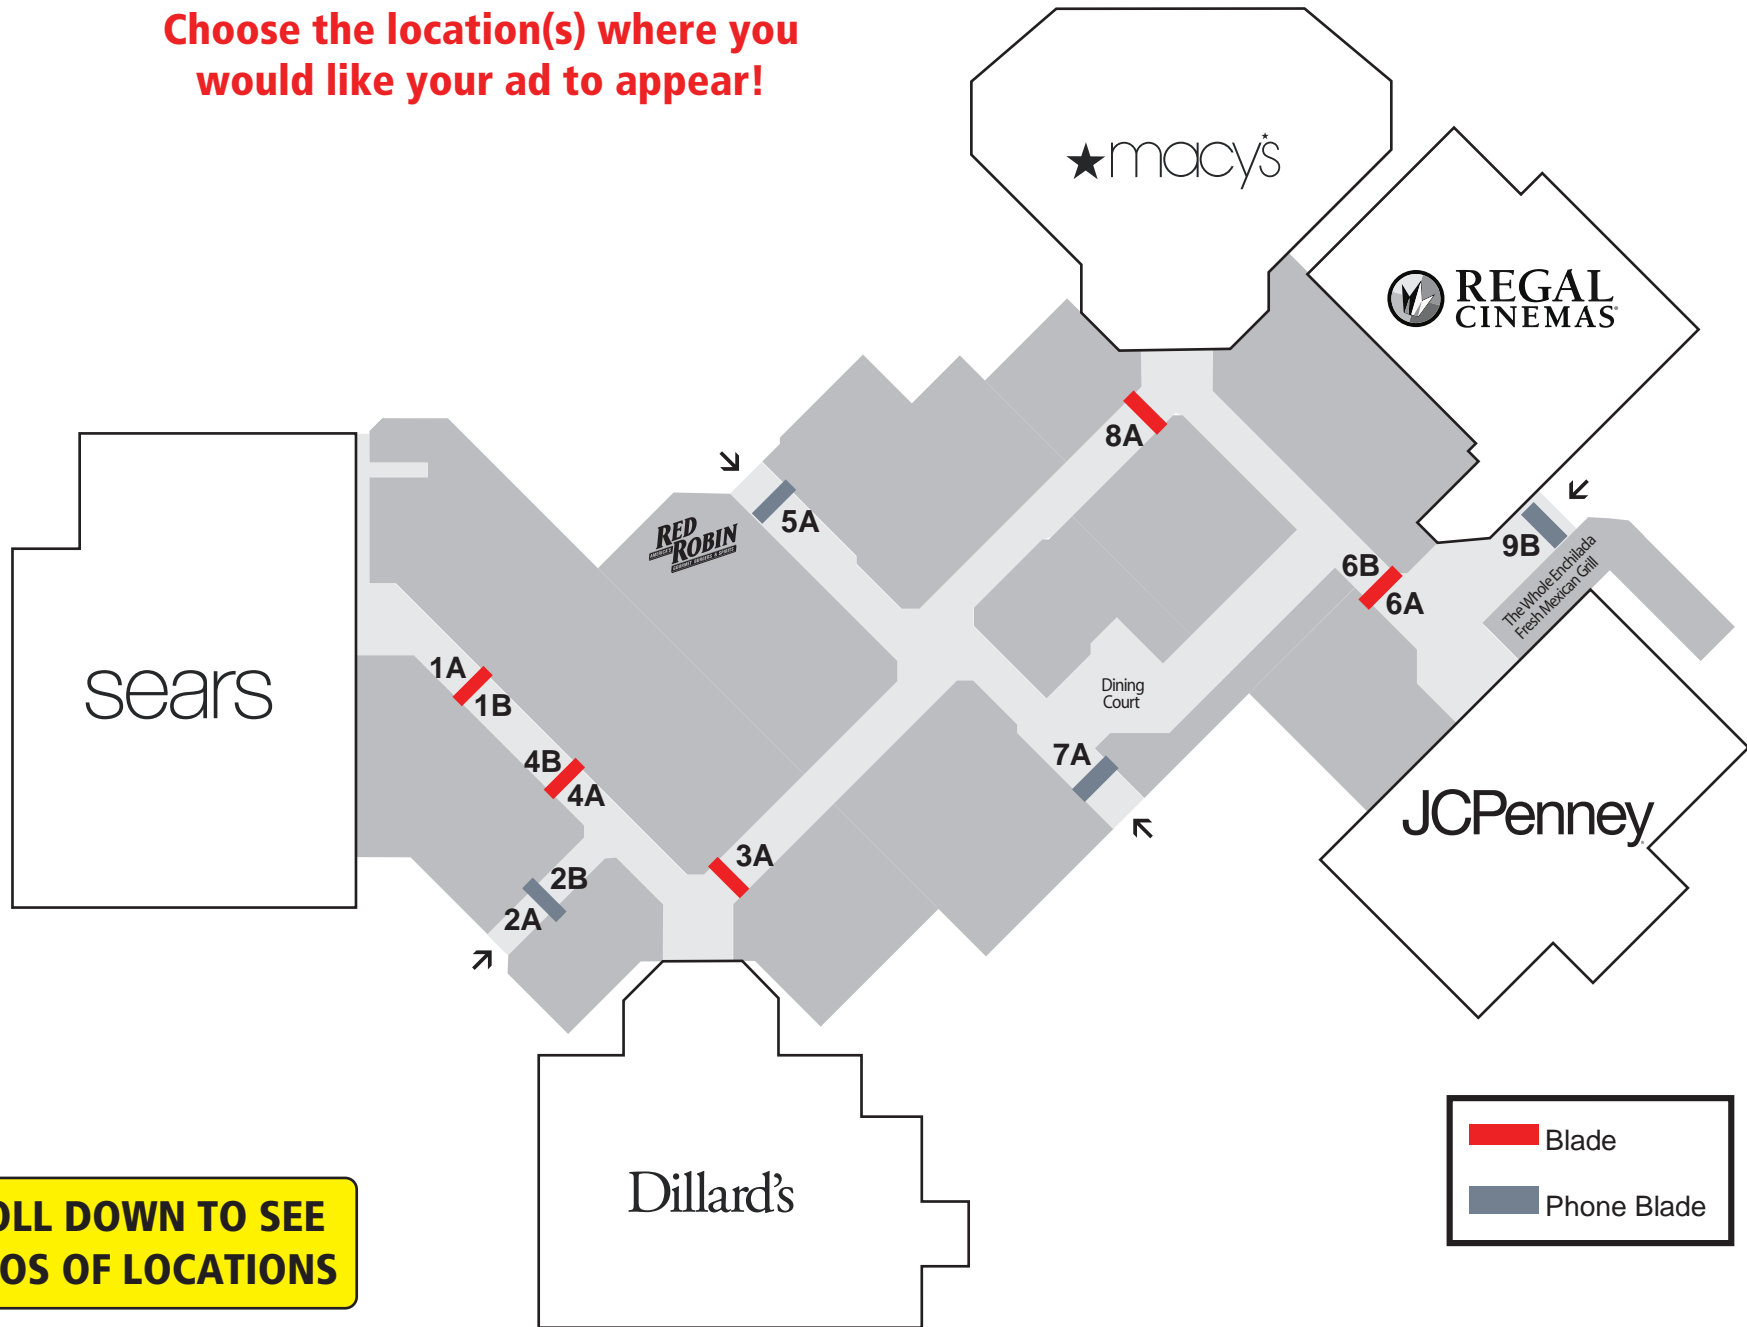 Choose the location(s) where you
would like your ad to appear!
macy's
REGAL
CINEMAS
8A
5A
RED
ROBIN
9B
The Whole Enchilada
Fresh Mexican Grill
6B
6A
sears
1A
1B
Dining
Court
4B
4A
7A
JCPenney
3A
2B
2A
Dillard's
Blade
Phone Blade
OLL DOWN TO SEE
OS OF LOCATIONS